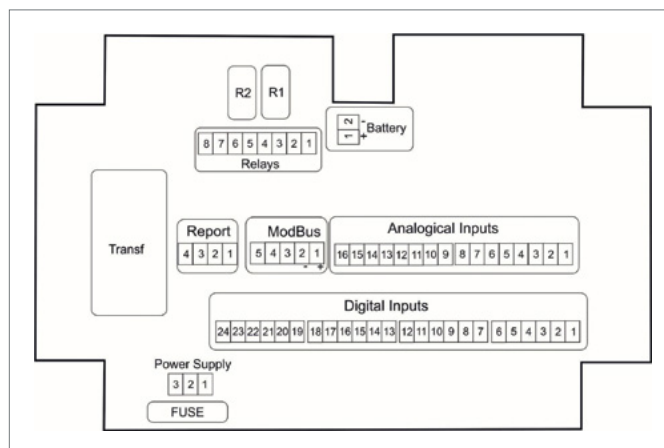 R2 R1
2 -
1 +
Battery
8 7 6 5 4 3 2 1
Relays
Transf
Report
4 3 2 1
ModBus
5 4 3 2 1
- +
Analogical Inputs
16 15 14 13 12 11 10 9 8 7 6 5 4 3 2 1
Digital Inputs
24 23 22 21 20 19 18 17 16 15 14 13 12 11 10 9 8 7 6 5 4 3 2 1
Power Supply
3 2 1
FUSE